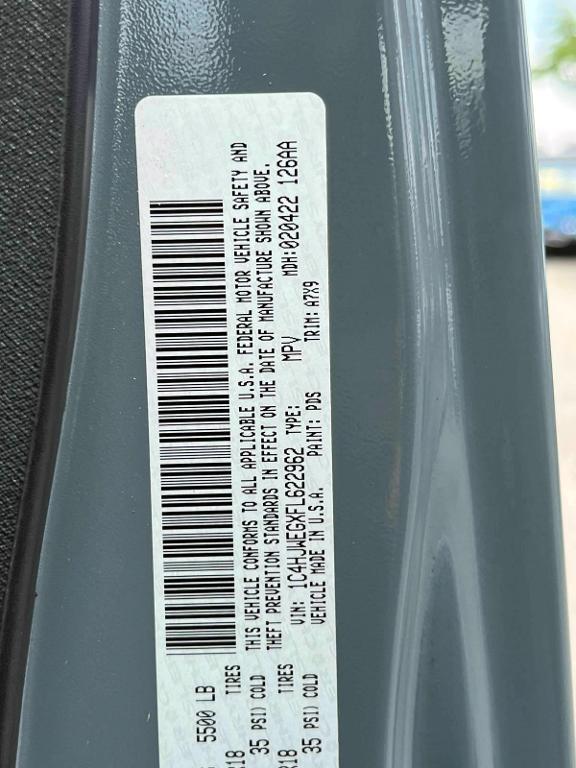 5500 LB
R18 TIRES
35 PSI) COLD
R18 TIRES
35 PSI) COLD
THIS VEHICLE CONFORMS TO ALL APPLICABLE U.S.A. FEDERAL MOTOR VEHICLE SAFETY AND
THEFT PREVENTION STANDARDS IN EFFECT ON THE DATE OF MANUFACTURE SHOWN ABOVE.
VIN: 1C4HJWEGXFL622962 TYPE: MPV MDH:020422 126AA
VEHICLE MADE IN U.S.A. PAINT: PDS TRIM: A7X9